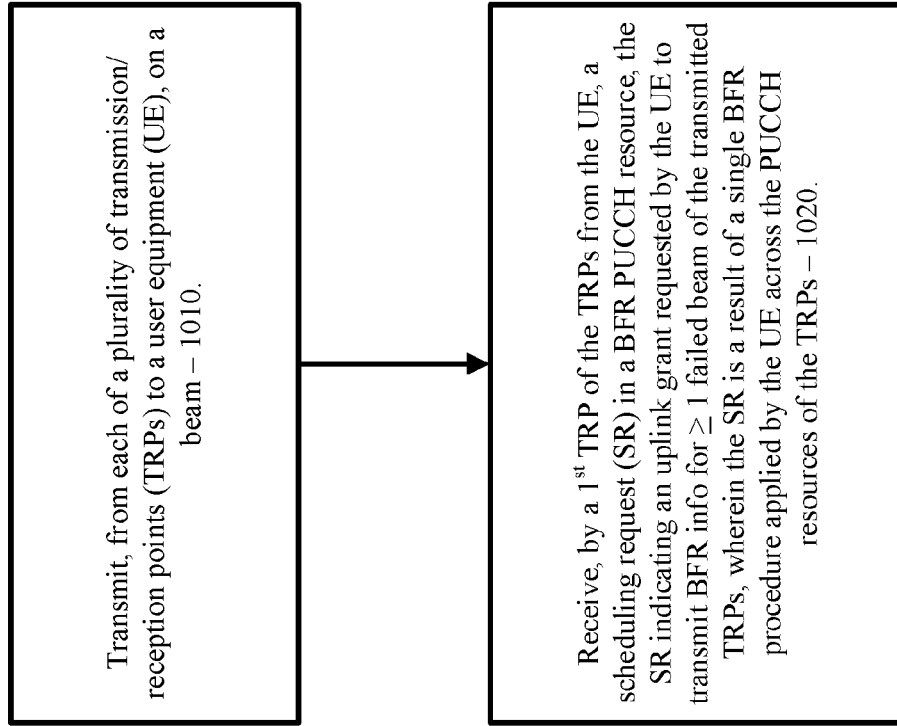 Transmit, from each of a plurality of transmission/
reception points (TRPs) to a user equipment (UE), on a
beam – 1010.
Receive, by a 1st TRP of the TRPs from the UE, a
scheduling request (SR) in a BFR PUCCH resource, the
SR indicating an uplink grant requested by the UE to
transmit BFR info for ≥ 1 failed beam of the transmitted
TRPs, wherein the SR is a result of a single BFR
procedure applied by the UE across the PUCCH
resources of the TRPs – 1020.